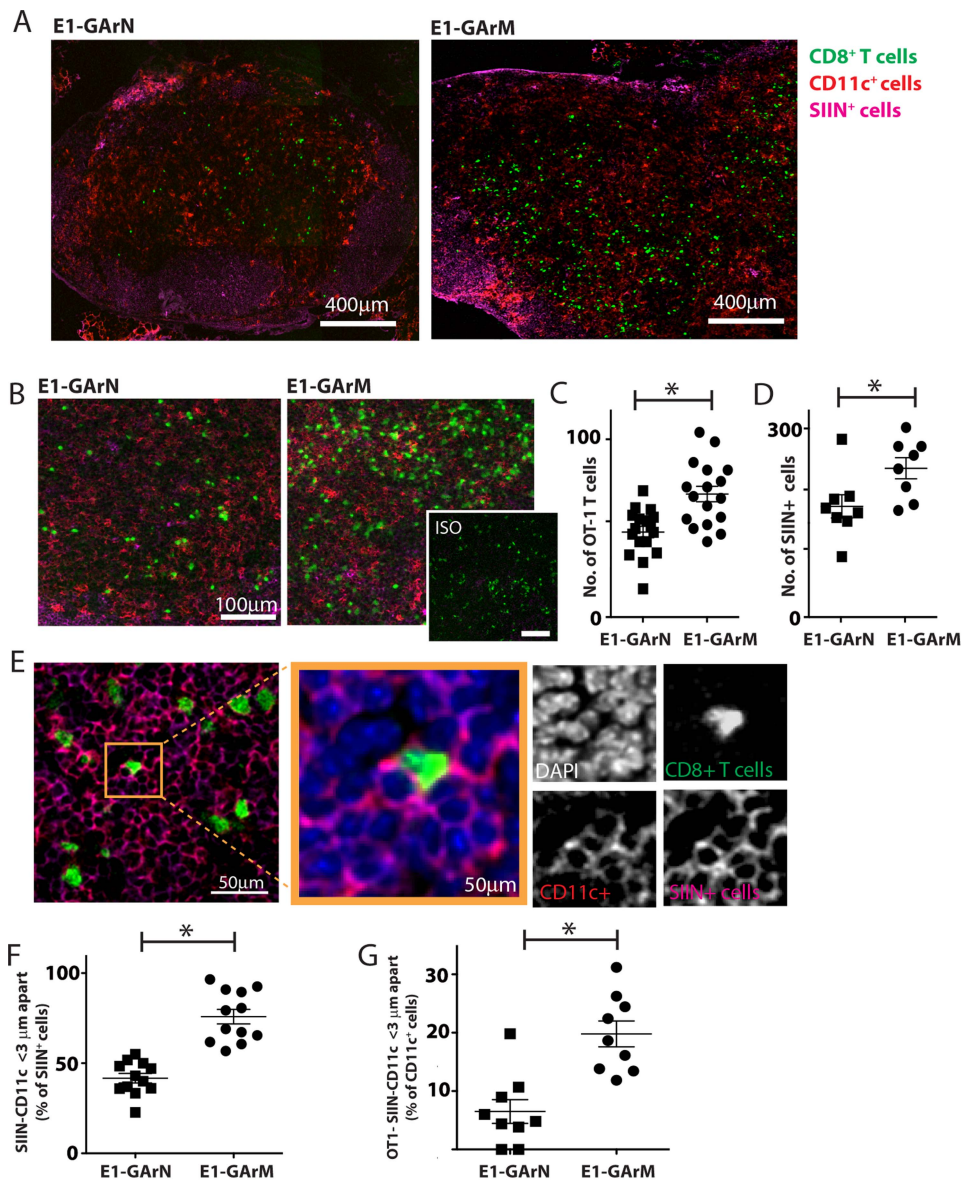 A
E1-GArN
E1-GArM
CD8⁺ T cells
CD11c⁺ cells
SIIN⁺ cells
400µm
400µm
B
E1-GArN
E1-GArM
100µm
ISO
C
*
No. of OT-1 T cells
100
0
E1-GArN
E1-GArM
D
*
No. of SIIN+ cells
300
0
E1-GArN
E1-GArM
E
50µm
50µm
DAPI
CD8+ T cells
CD11c+
SIIN+ cells
F
*
SIIN-CD11c <3 µm apart
(% of SIIN⁺ cells)
100
50
0
E1-GArN
E1-GArM
G
*
OT1- SIIN-CD11c <3 µm apart
(% of CD11c⁺ cells)
30
20
10
0
E1-GArN
E1-GArM